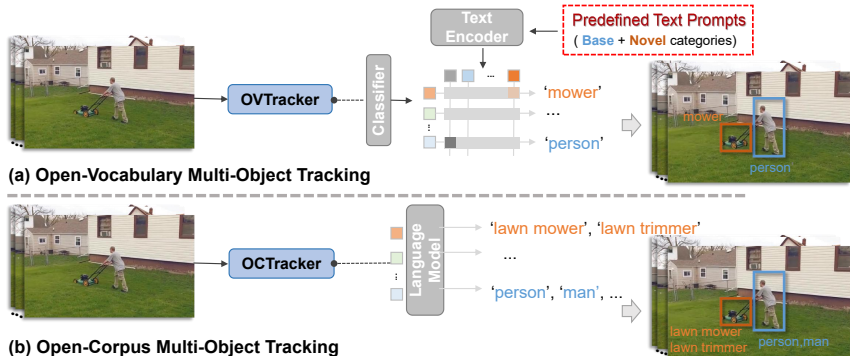 Text
Encoder
Predefined Text Prompts
( Base + Novel categories)
OVTracker
Classifier
...
'mower'
...
'person'
mower
person
(a) Open-Vocabulary Multi-Object Tracking
OCTracker
Language
Model
'lawn mower', 'lawn trimmer'
...
'person', 'man', ...
lawn mower
lawn trimmer
person,man
(b) Open-Corpus Multi-Object Tracking